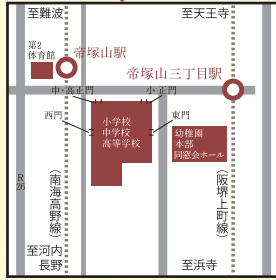 至難波
至天王寺
第2
体育館
帝塚山駅
帝塚山三丁目駅
中・高正門
小正門
西門
東門
小学校
中学校
高等学校
幼稚園
本部
同窓会ホール
R
26
(南海高野線)
(阪堺上町線)
至河内
長野
至浜寺